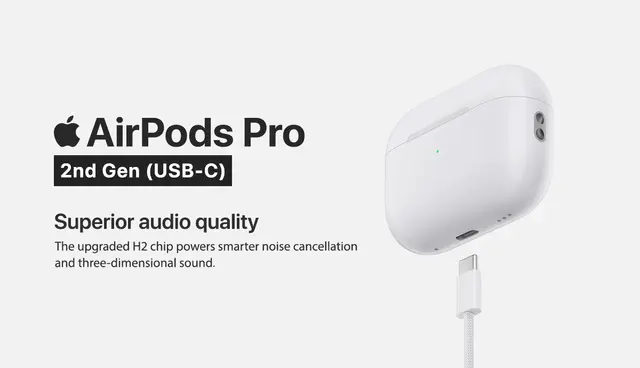 AirPods Pro
2nd Gen (USB-C)
Superior audio quality
The upgraded H2 chip powers smarter noise cancellation
and three-dimensional sound.